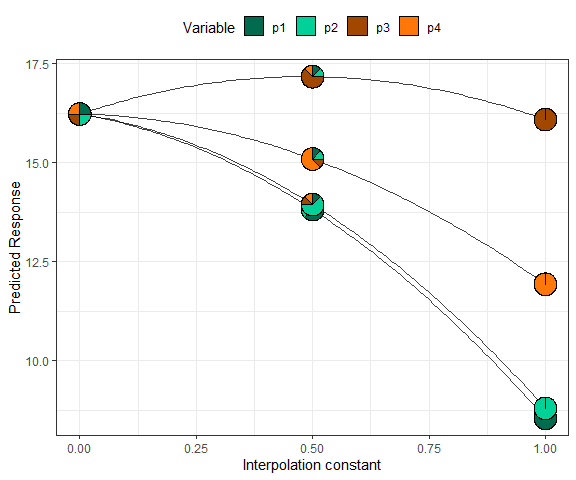 Variable p1 p2 p3 p4
17.5
15.0
12.5
10.0
Predicted Response
0.00 0.25 0.50 0.75 1.00
Interpolation constant